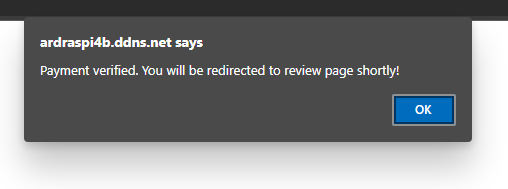 ardraspi4b.ddns.net says
Payment verified. You will be redirected to review page shortly!
OK